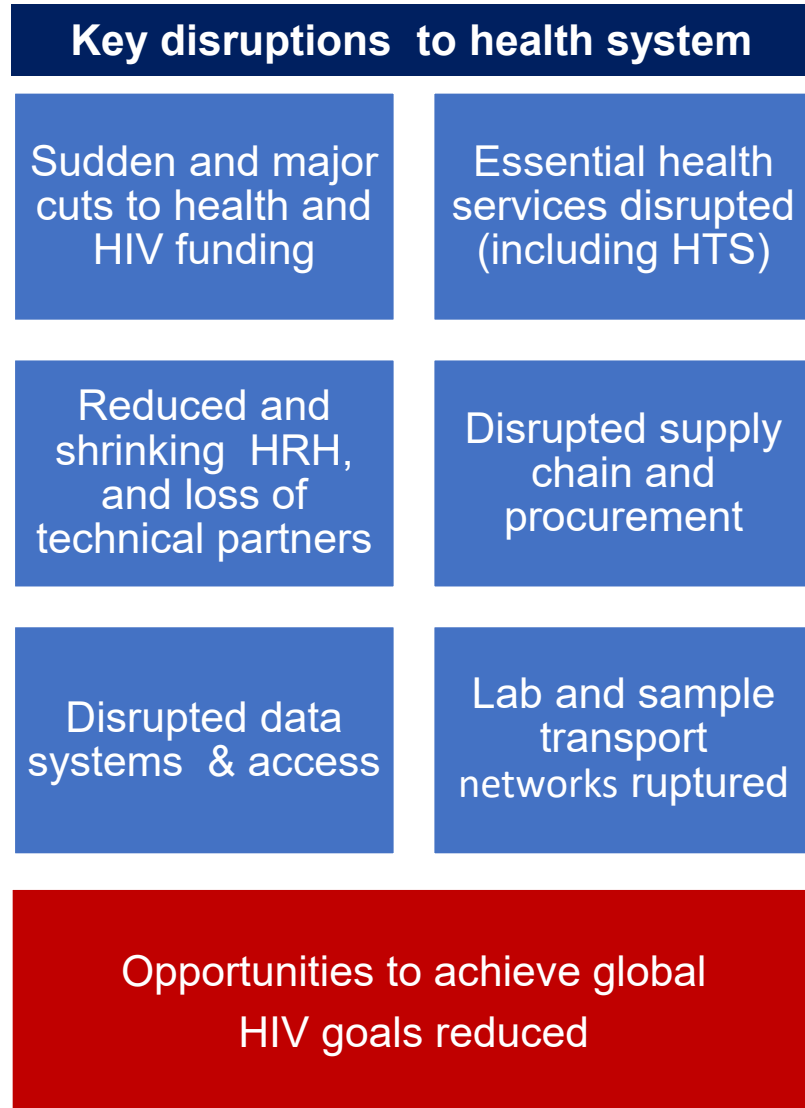 Key disruptions to health system
Sudden and major
cuts to health and
HIV funding
Essential health
services disrupted
(including HTS)
Reduced and
shrinking HRH,
and loss of
technical partners
Disrupted supply
chain and
procurement
Disrupted data
systems & access
Lab and sample
transport
networks ruptured
Opportunities to achieve global
HIV goals reduced